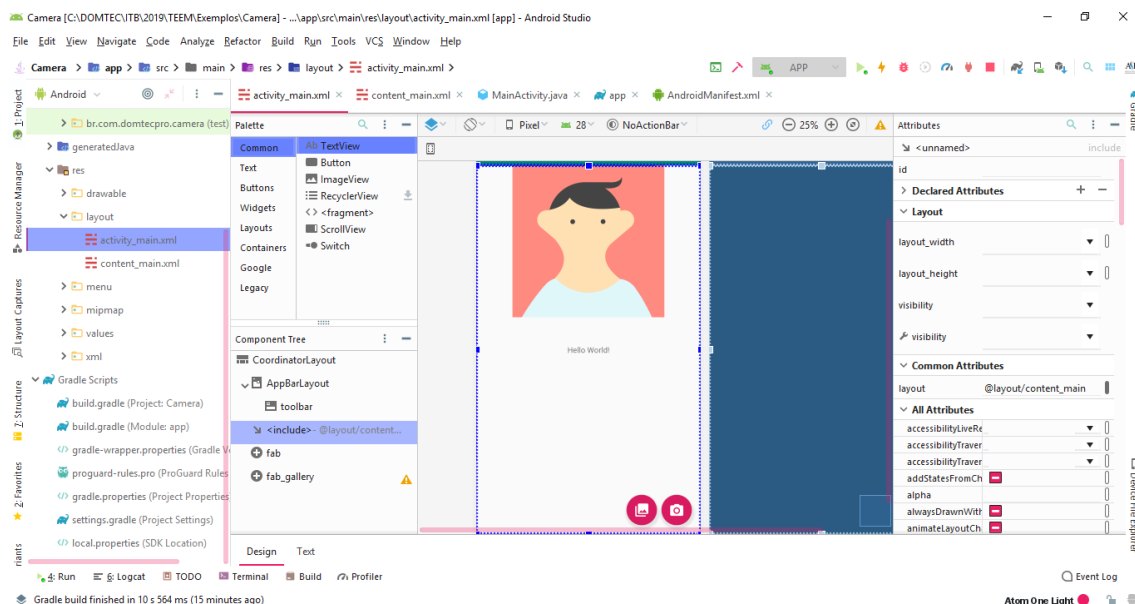 Camera [C:\DOMTEC\ITB\2019\TEEM\Exemplos\Camera] - ...\app\src\main\res\layout\activity_main.xml [app] - Android Studio
File Edit View Navigate Code Analyze Refactor Build Run Tools VCS Window Help
Camera app src main res layout activity_main.xml
APP
1: Project
Resource Manager
Layout Captures
7: Structure
2: Favorites
Android
br.com.domtecpro.camera (test)
generatedJava
res
drawable
layout
activity_main.xml
content_main.xml
menu
mipmap
values
xml
Gradle Scripts
build.gradle (Project: Camera)
build.gradle (Module: app)
gradle-wrapper.properties (Gradle V
proguard-rules.pro (ProGuard Rules
gradle.properties (Project Properties
settings.gradle (Project Settings)
local.properties (SDK Location)
activity_main.xml content_main.xml MainActivity.java app AndroidManifest.xml
Palette
Common
Text
Buttons
Widgets
Layouts
Containers
Google
Legacy
Ab TextView
Button
ImageView
RecyclerView
<fragment>
ScrollView
Switch
Component Tree
CoordinatorLayout
AppBarLayout
toolbar
<include> - @layout/content...
fab
fab_gallery
Pixel 28 NoActionBar 25%
Hello World!
Attributes
<unnamed> include
id
Declared Attributes
Layout
layout_width
layout_height
visibility
visibility
Common Attributes
layout @layout/content_main
All Attributes
accessibilityLiveRe
accessibilityTraver
accessibilityTraver
addStatesFromCh
alpha
alwaysDrawnWith
animateLayoutCh
Gradle
Device File Explorer
Design Text
4: Run 6: Logcat TODO Terminal Build Profiler Event Log
Gradle build finished in 10 s 564 ms (15 minutes ago) Atom One Light